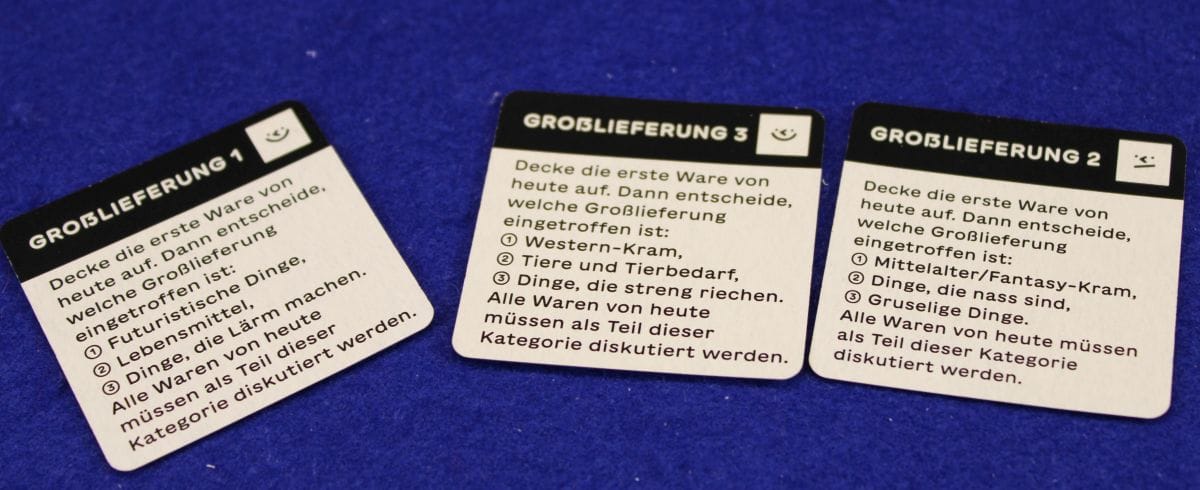 GROẞLIEFERUNG 1
Decke die erste Ware von
heute auf. Dann entscheide,
welche Großlieferung
eingetroffen ist:
① Futuristische Dinge,
② Lebensmittel,
③ Dinge, die Lärm machen.
Alle Waren von heute
müssen als Teil dieser
Kategorie diskutiert werden.
GROẞLIEFERUNG 3
Decke die erste Ware von
heute auf. Dann entscheide,
welche Großlieferung
eingetroffen ist:
① Western-Kram,
② Tiere und Tierbedarf,
③ Dinge, die streng riechen.
Alle Waren von heute
müssen als Teil dieser
Kategorie diskutiert werden.
GROẞLIEFERUNG 2
Decke die erste Ware von
heute auf. Dann entscheide,
welche Großlieferung
eingetroffen ist:
① Mittelalter/Fantasy-Kram,
② Dinge, die nass sind,
③ Gruselige Dinge.
Alle Waren von heute müssen
als Teil dieser Kategorie
diskutiert werden.